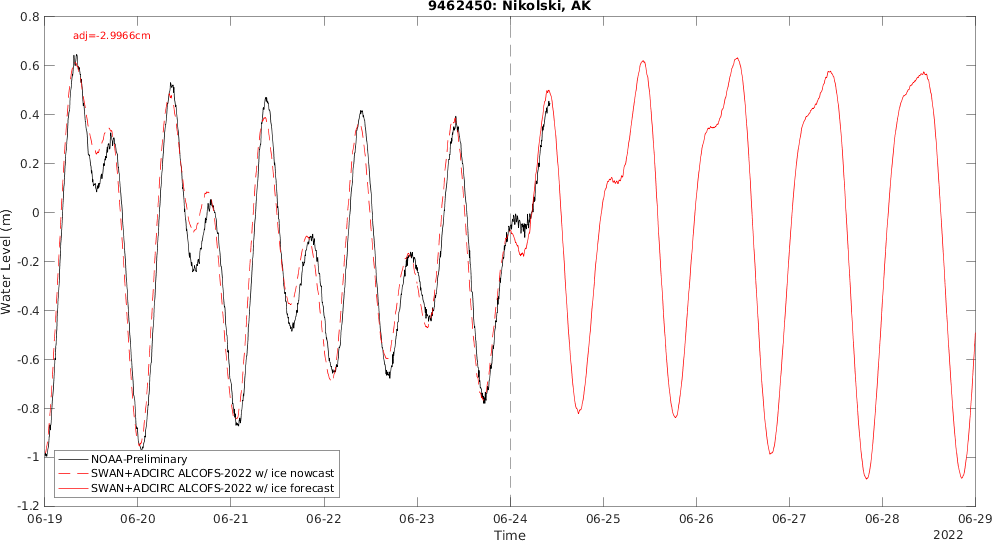 9462450: Nikolski, AK
adj=-2.9966cm
Water Level (m)
0.8
0.6
0.4
0.2
0
-0.2
-0.4
-0.6
-0.8
-1
-1.2
NOAA-Preliminary
SWAN+ADCIRC ALCOFS-2022 w/ ice nowcast
SWAN+ADCIRC ALCOFS-2022 w/ ice forecast
06-19 06-20 06-21 06-22 06-23 06-24 06-25 06-26 06-27 06-28 06-29
Time
2022